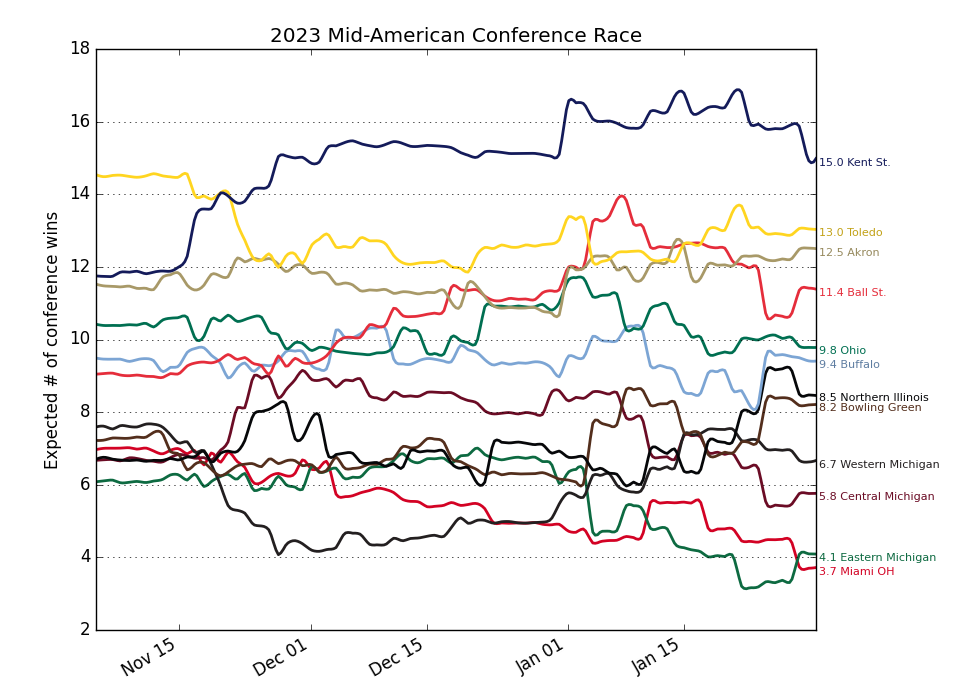 2023 Mid-American Conference Race
Expected # of conference wins
18
16
14
12
10
8
6
4
2
Nov 15
Dec 01
Dec 15
Jan 01
Jan 15
15.0 Kent St.
13.0 Toledo
12.5 Akron
11.4 Ball St.
9.8 Ohio
9.4 Buffalo
8.5 Northern Illinois
8.2 Bowling Green
6.7 Western Michigan
5.8 Central Michigan
4.1 Eastern Michigan
3.7 Miami OH